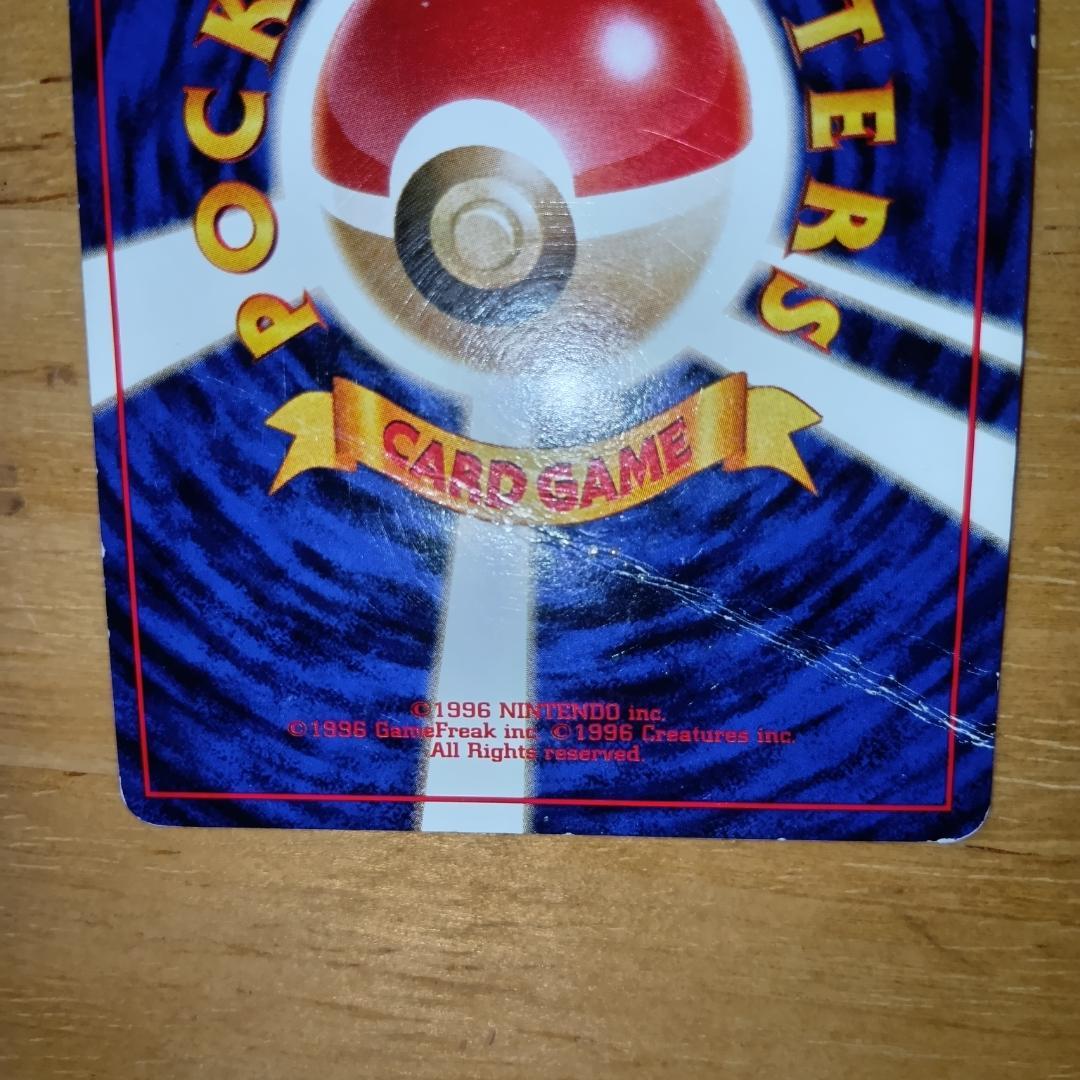 POCK
TERS
CARD GAME
©1996 NINTENDO inc.
©1996 GameFreak inc. ©1996 Creatures inc.
All Rights reserved.